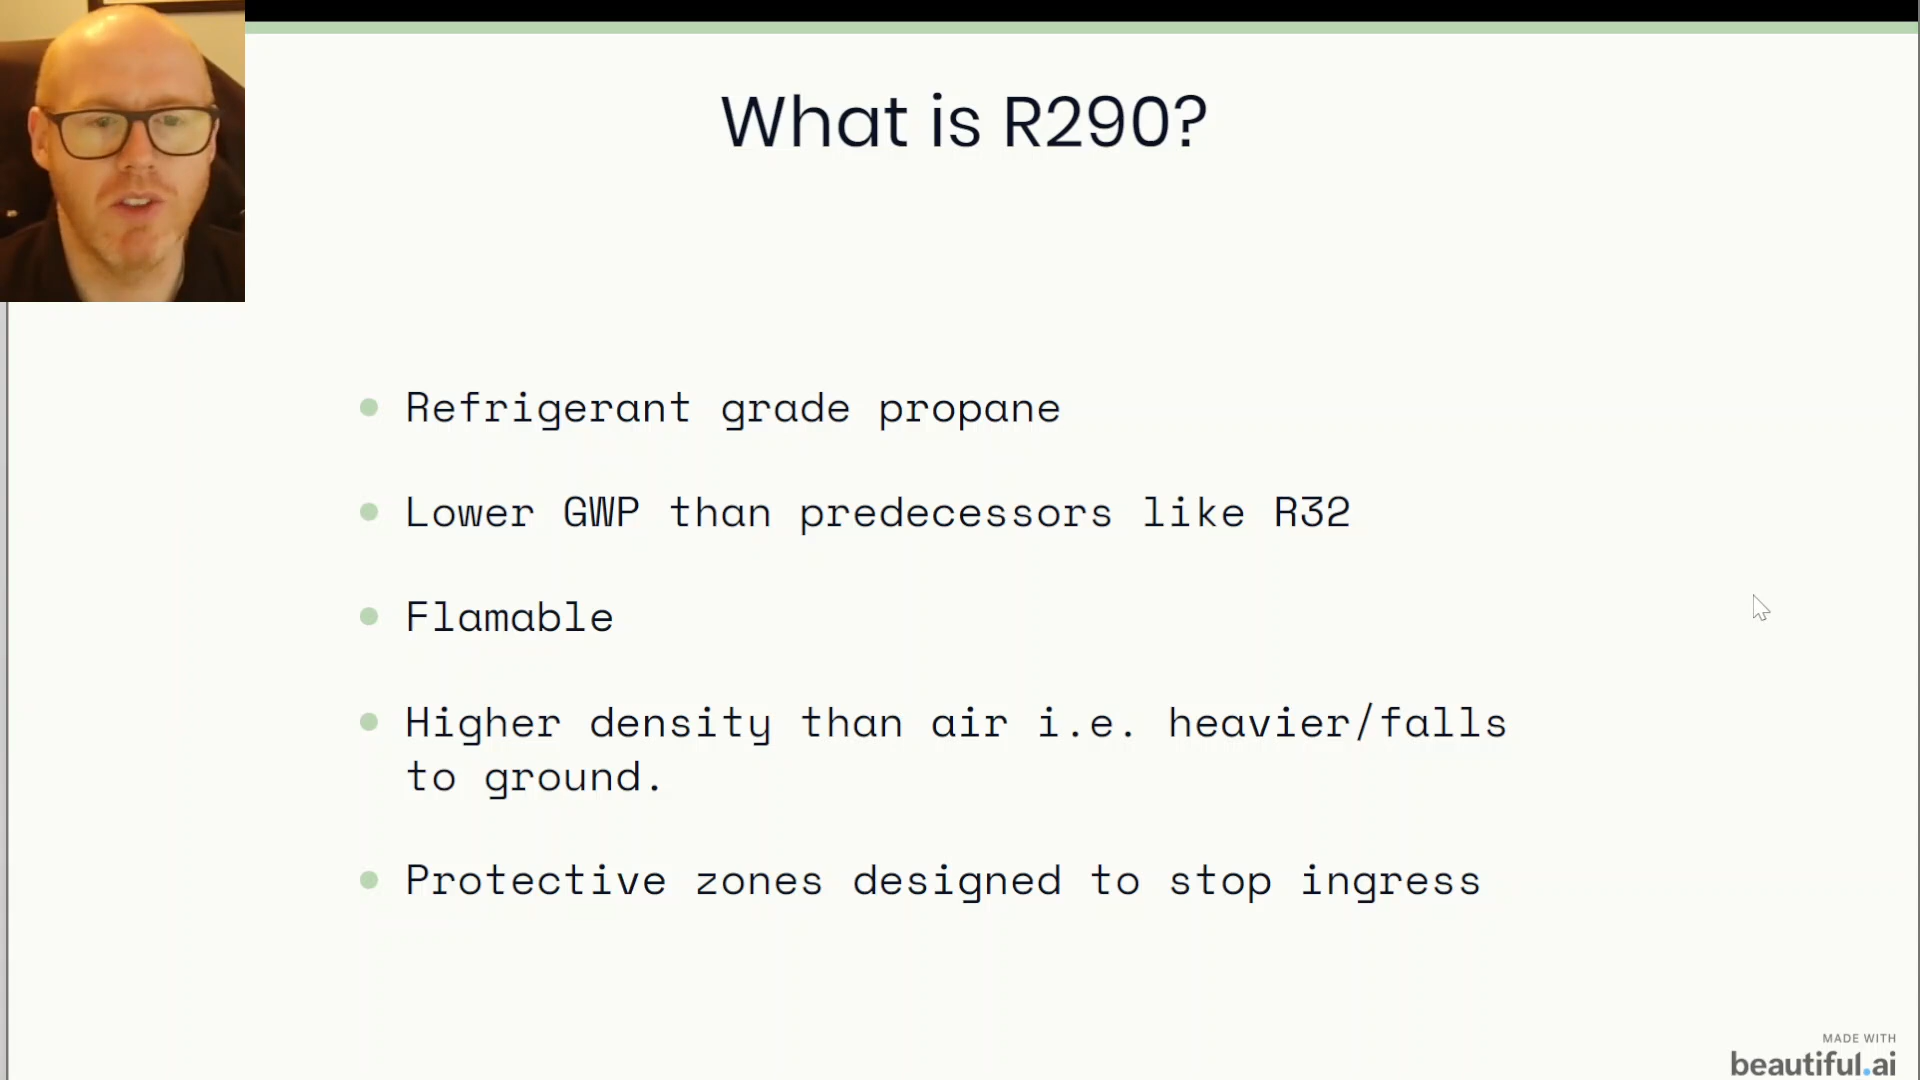 What is R290?
Refrigerant grade propane
Lower GWP than predecessors like R32
Flamable
Higher density than air i.e. heavier/falls
to ground.
Protective zones designed to stop ingress
MADE WITH
beautiful.ai